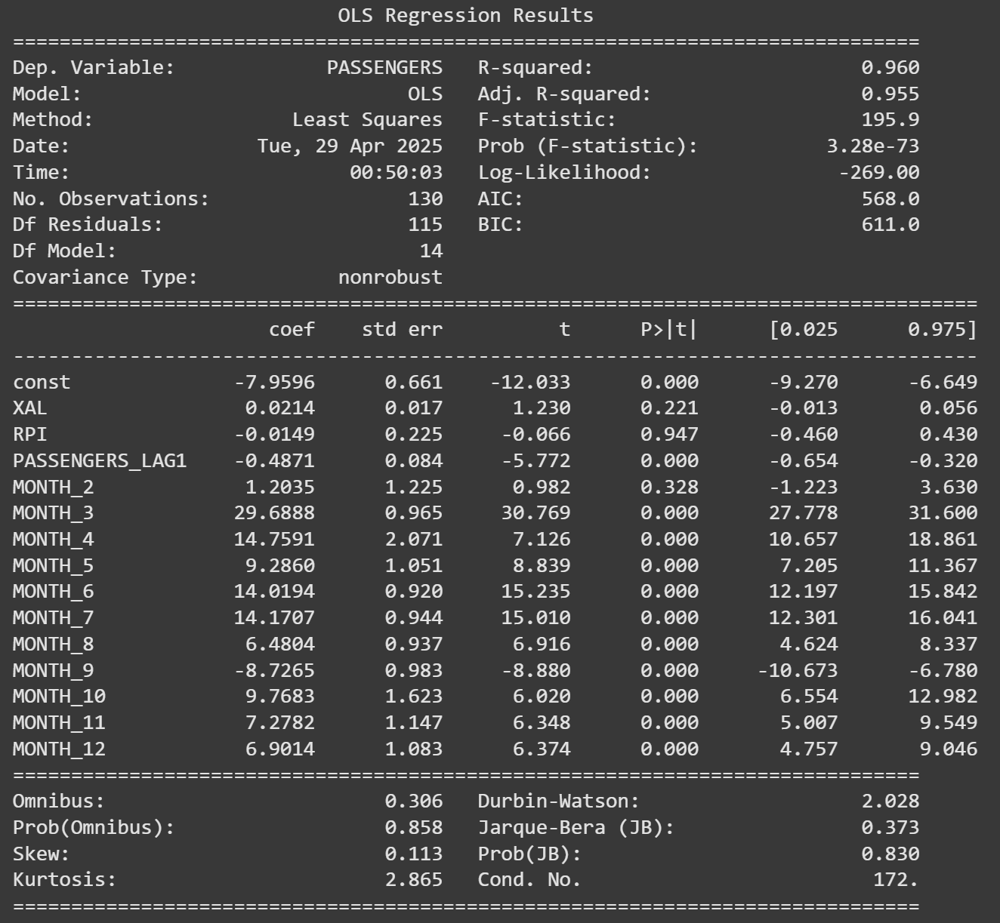 OLS Regression Results
==============================================================================
Dep. Variable:             PASSENGERS   R-squared:                       0.960
Model:                            OLS   Adj. R-squared:                  0.955
Method:                 Least Squares   F-statistic:                     195.9
Date:                Tue, 29 Apr 2025   Prob (F-statistic):           3.28e-73
Time:                        00:50:03   Log-Likelihood:                -269.00
No. Observations:                 130   AIC:                             568.0
Df Residuals:                     115   BIC:                             611.0
Df Model:                          14
Covariance Type:            nonrobust
===================================================================================
                      coef    std err          t      P>|t|      [0.025      0.975]
-----------------------------------------------------------------------------------
const              -7.9596      0.661    -12.033      0.000      -9.270      -6.649
XAL                 0.0214      0.017      1.230      0.221      -0.013       0.056
RPI                -0.0149      0.225     -0.066      0.947      -0.460       0.430
PASSENGERS_LAG1    -0.4871      0.084     -5.772      0.000      -0.654      -0.320
MONTH_2             1.2035      1.225      0.982      0.328      -1.223       3.630
MONTH_3            29.6888      0.965     30.769      0.000      27.778      31.600
MONTH_4            14.7591      2.071      7.126      0.000      10.657      18.861
MONTH_5             9.2860      1.051      8.839      0.000       7.205      11.367
MONTH_6            14.0194      0.920     15.235      0.000      12.197      15.842
MONTH_7            14.1707      0.944     15.010      0.000      12.301      16.041
MONTH_8             6.4804      0.937      6.916      0.000       4.624       8.337
MONTH_9            -8.7265      0.983     -8.880      0.000     -10.673      -6.780
MONTH_10            9.7683      1.623      6.020      0.000       6.554      12.982
MONTH_11            7.2782      1.147      6.348      0.000       5.007       9.549
MONTH_12            6.9014      1.083      6.374      0.000       4.757       9.046
==============================================================================
Omnibus:                        0.306   Durbin-Watson:                   2.028
Prob(Omnibus):                  0.858   Jarque-Bera (JB):                0.373
Skew:                           0.113   Prob(JB):                        0.830
Kurtosis:                       2.865   Cond. No.                         172.
==============================================================================